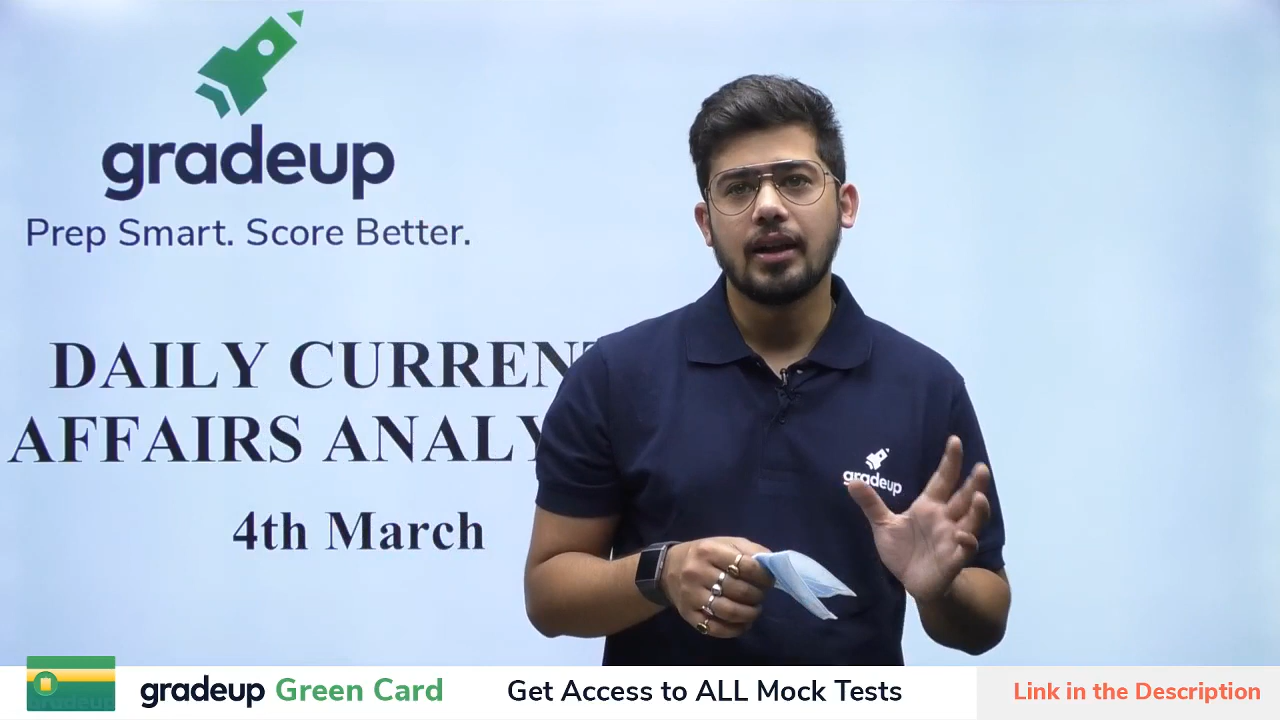 gradeup
Prep Smart. Score Better.
DAILY CURRENT
AFFAIRS ANALY
4th March
gradeup
gradeup Green Card
Get Access to ALL Mock Tests
Link in the Description